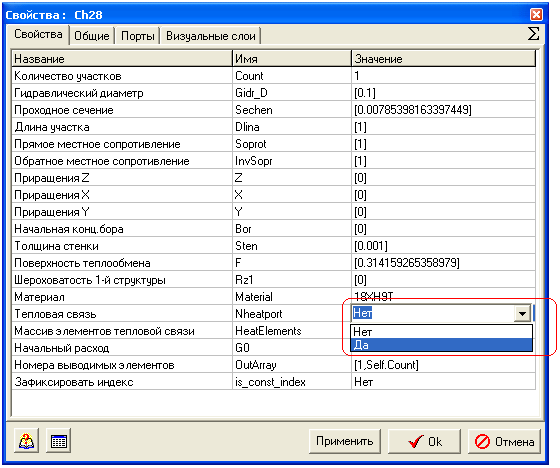 Свойства: Ch28
Свойства Общие Порты Визуальные слои Σ
Название Имя Значение
Количество участков Count 1
Гидравлический диаметр Gidr_D [0.1]
Проходное сечение Sechen [0.00785398163397449]
Длина участка Dlina [1]
Прямое местное сопротивление Soprot [1]
Обратное местное сопротивление InvSopr [1]
Приращения Z Z [0]
Приращения X X [0]
Приращения Y Y [0]
Начальная конц.бора Bor [0]
Толщина стенки Sten [0.001]
Поверхность теплообмена F [0.314159265358979]
Шероховатость 1-й структуры Rz1 [0]
Материал Material 18ХН9Т
Тепловая связь Nheatport Нет
Массив элементов тепловой связи HeatElements Нет
Начальный расход G0 Да
Номера выводимых элементов OutArray [1,Self.Count]
Зафиксировать индекс is_const_index Нет
Применить Ok Отмена